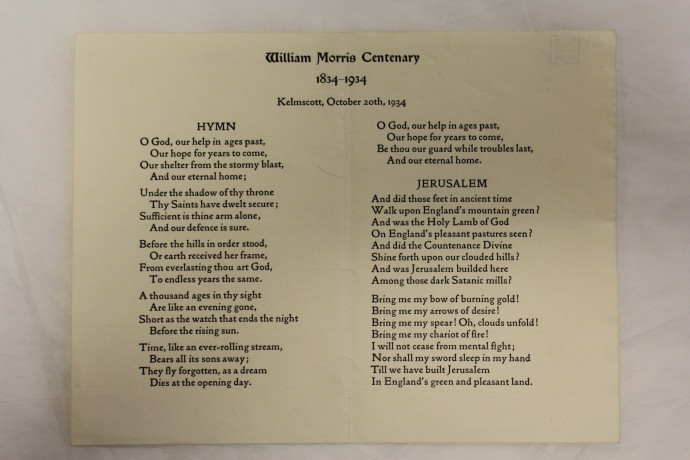 William Morris Centenary
1834–1934
Kelmscott, October 20th, 1934
HYMN
O God, our help in ages past,
Our hope for years to come,
Our shelter from the stormy blast,
And our eternal home;
Under the shadow of thy throne
Thy Saints have dwelt secure;
Sufficient is thine arm alone,
And our defence is sure.
Before the hills in order stood,
Or earth received her frame,
From everlasting thou art God,
To endless years the same.
A thousand ages in thy sight
Are like an evening gone,
Short as the watch that ends the night
Before the rising sun.
Time, like an ever-rolling stream,
Bears all its sons away;
They fly forgotten, as a dream
Dies at the opening day.
O God, our help in ages past,
Our hope for years to come,
Be thou our guard while troubles last,
And our eternal home.
JERUSALEM
And did those feet in ancient time
Walk upon England's mountain green?
And was the Holy Lamb of God
On England's pleasant pastures seen?
And did the Countenance Divine
Shine forth upon our clouded hills?
And was Jerusalem builded here
Among those dark Satanic mills?
Bring me my bow of burning gold!
Bring me my arrows of desire!
Bring me my spear! Oh, clouds unfold!
Bring me my chariot of fire!
I will not cease from mental fight;
Nor shall my sword sleep in my hand
Till we have built Jerusalem
In England's green and pleasant land.